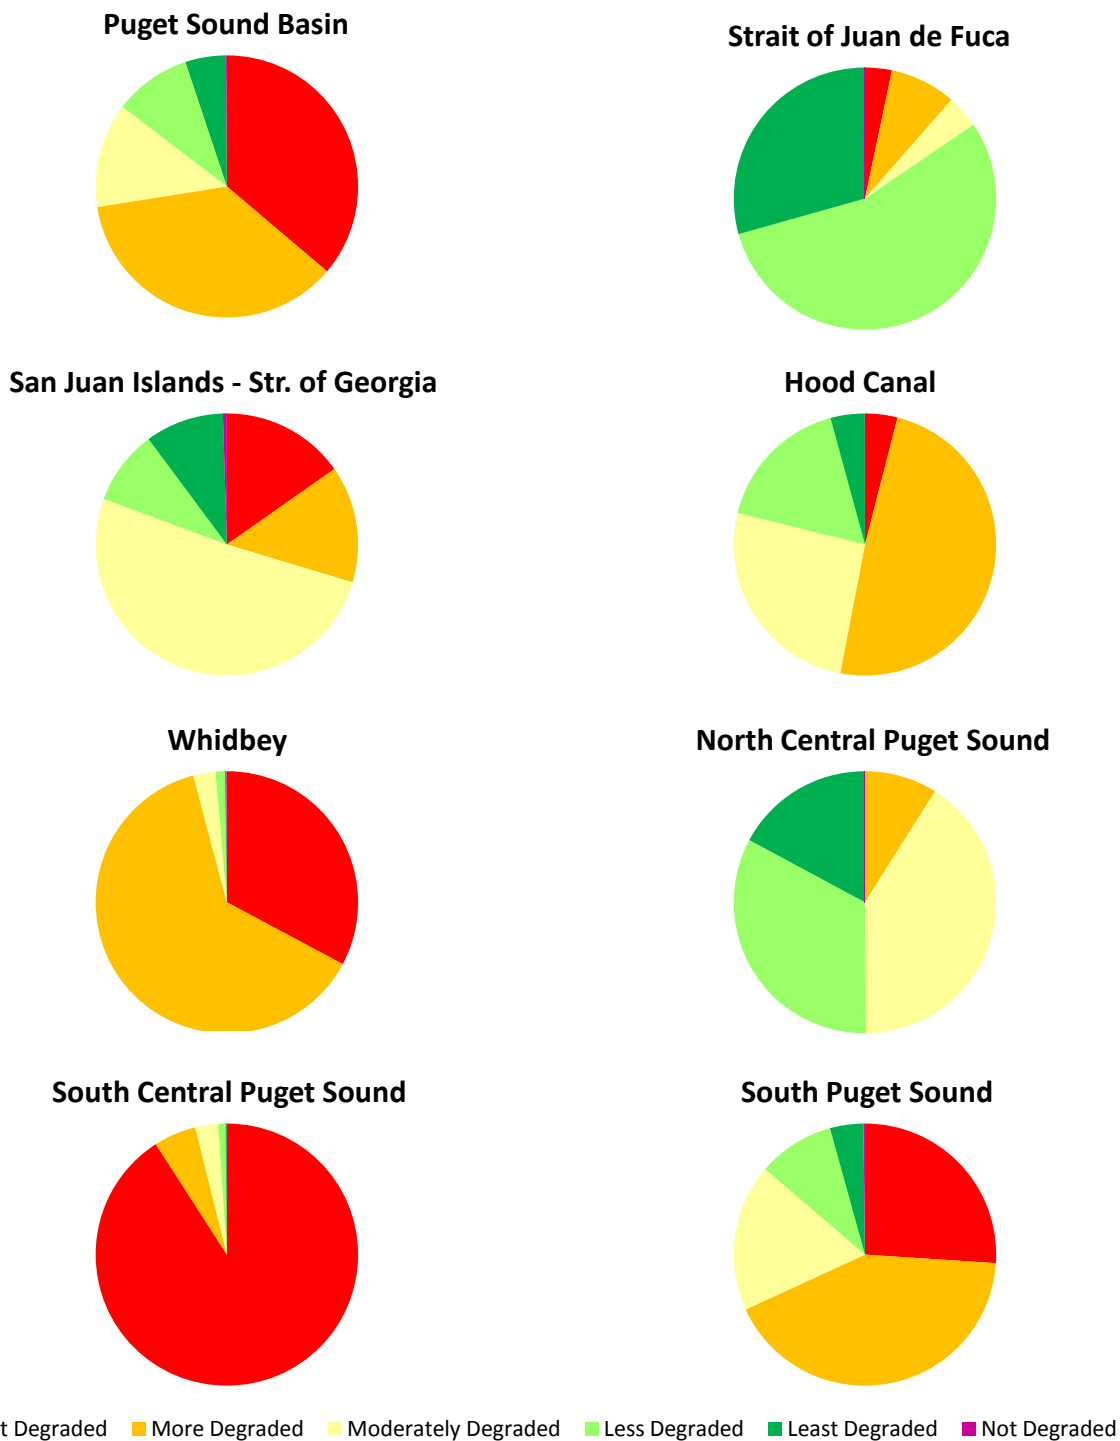 Puget Sound Basin
Strait of Juan de Fuca
San Juan Islands - Str. of Georgia
Hood Canal
Whidbey
North Central Puget Sound
South Central Puget Sound
South Puget Sound
t Degraded More Degraded Moderately Degraded Less Degraded Least Degraded Not Degraded